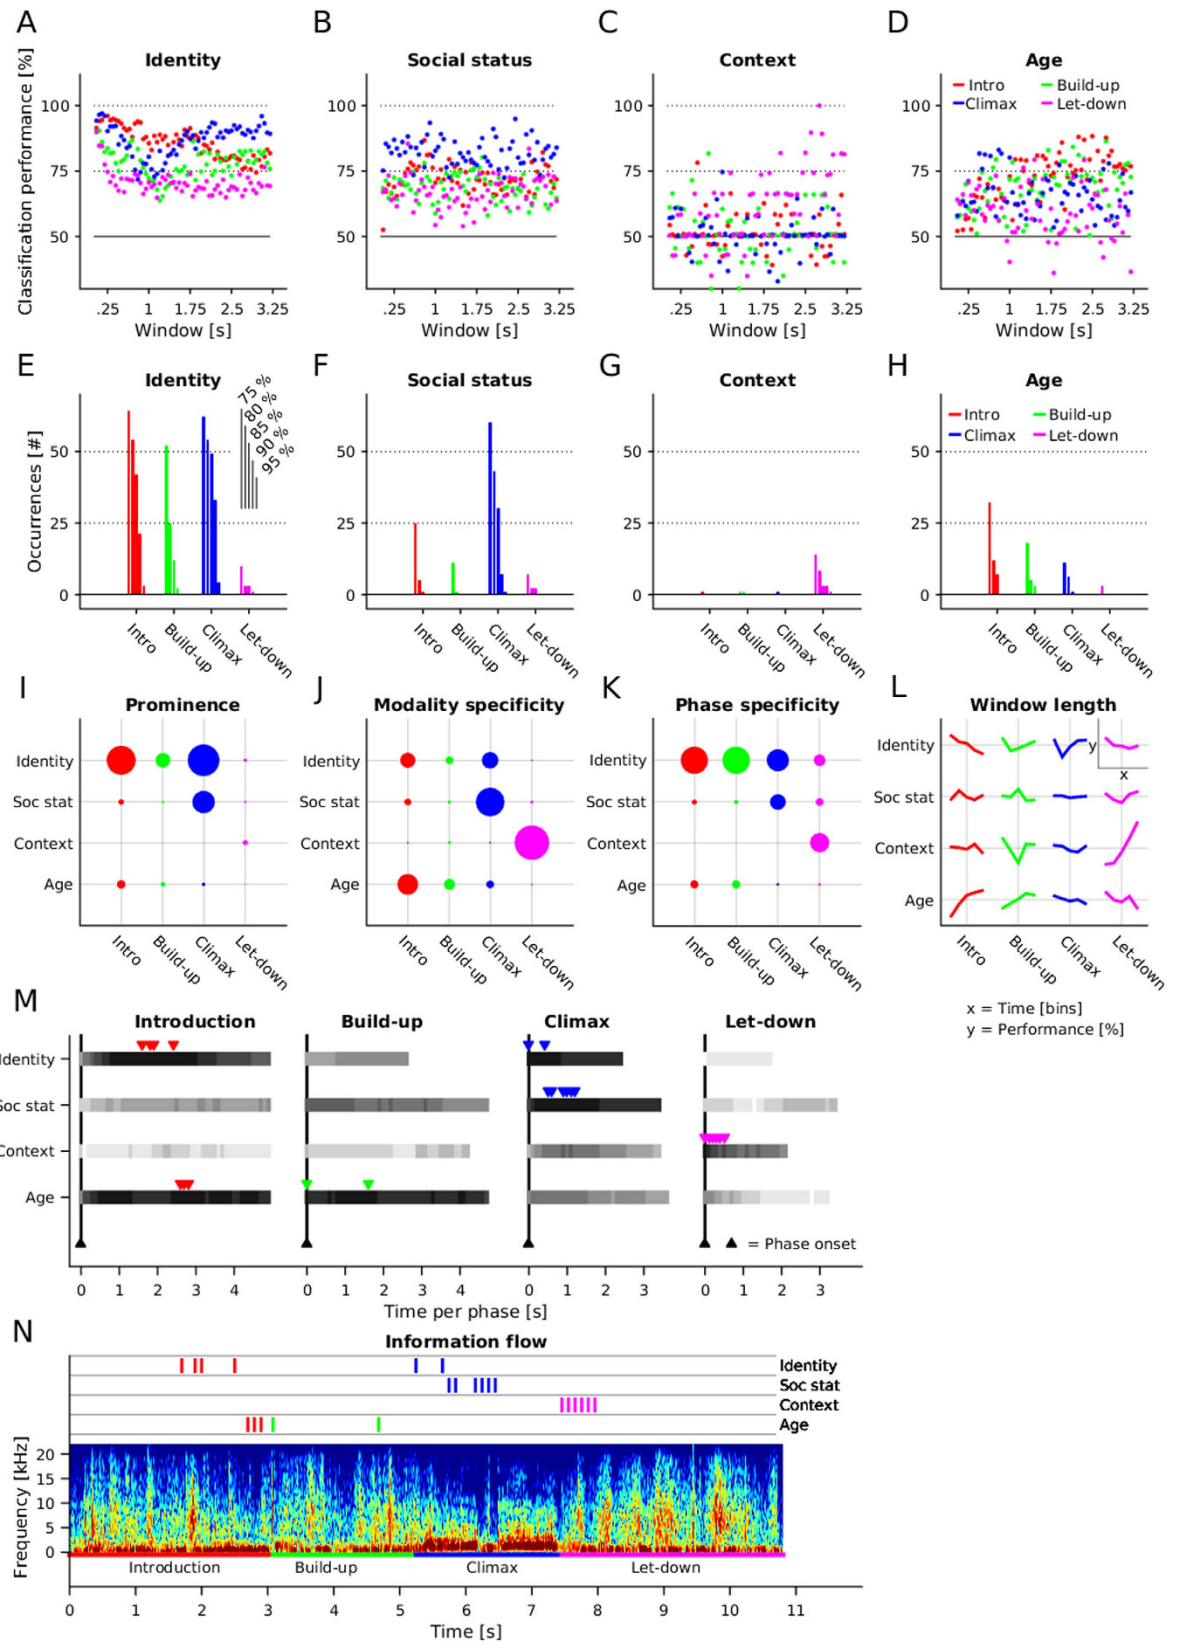 A B C D
Identity Social status Context Age
Classification performance [%]
100 100 100 100
75 75 75 75
50 50 50 50
Intro Build-up
Climax Let-down
.25 1 1.75 2.5 3.25 .25 1 1.75 2.5 3.25 .25 1 1.75 2.5 3.25 .25 1 1.75 2.5 3.25
Window [s] Window [s] Window [s] Window [s]
E F G H
Identity Social status Context Age
75 %
80 %
85 %
90 %
95 %
Occurrences [#]
50 50 50 50
25 25 25 25
0 0 0 0
Intro Build-up
Climax Let-down
Intro Build-up Climax Let-down Intro Build-up Climax Let-down Intro Build-up Climax Let-down Intro Build-up Climax Let-down
I J K L
Prominence Modality specificity Phase specificity Window length
Identity Identity Identity Identity
Soc stat Soc stat Soc stat Soc stat
Context Context Context Context
Age Age Age Age
y
x
Intro Build-up Climax Let-down Intro Build-up Climax Let-down Intro Build-up Climax Let-down Intro Build-up Climax Let-down
x = Time [bins]
y = Performance [%]
M
Introduction Build-up Climax Let-down
dentity
Soc stat
Context
Age
= Phase onset
0 1 2 3 4 0 1 2 3 4 0 1 2 3 0 1 2 3
Time per phase [s]
N
Information flow
Identity
Soc stat
Context
Age
Frequency [kHz]
20
15
10
5
0
Introduction Build-up Climax Let-down
0 1 2 3 4 5 6 7 8 9 10 11
Time [s]